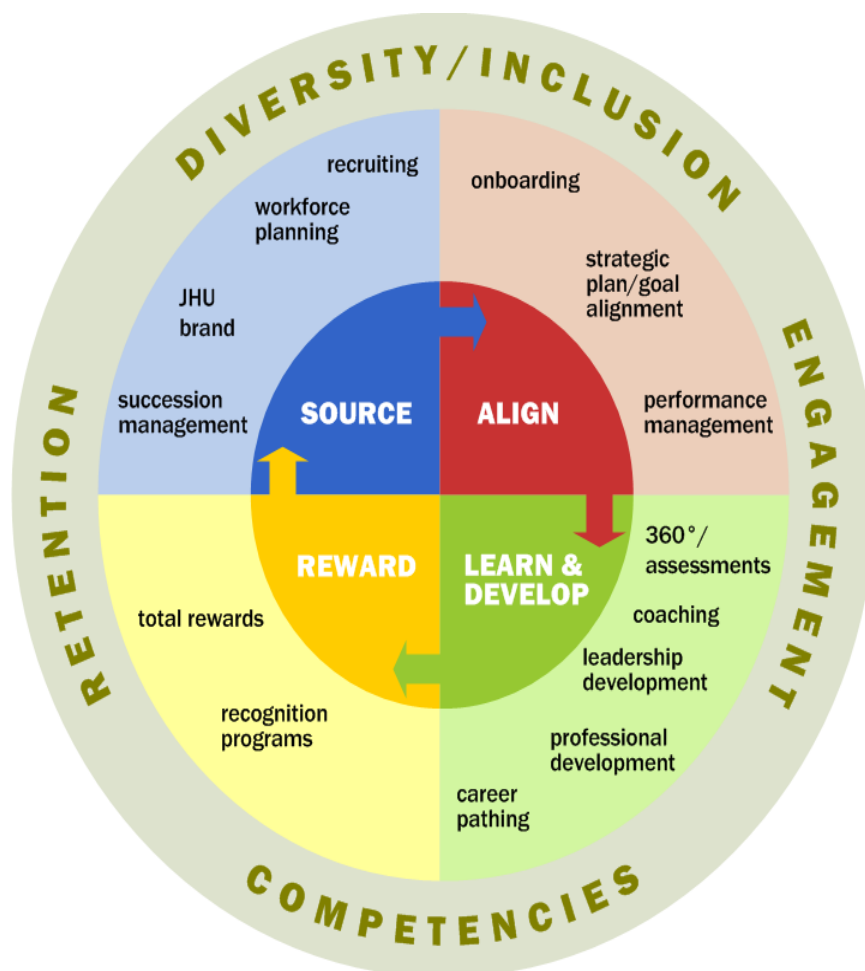 DIVERSITY/INCLUSION
recruiting
workforce
planning
JHU
brand
succession
management
SOURCE
onboarding
strategic
plan/goal
alignment
performance
management
ALIGN
ENGAGEMENT
360°/
assessments
coaching
leadership
development
professional
development
career
pathing
LEARN &
DEVELOP
COMPETENCIES
REWARD
total rewards
recognition
programs
RETENTION